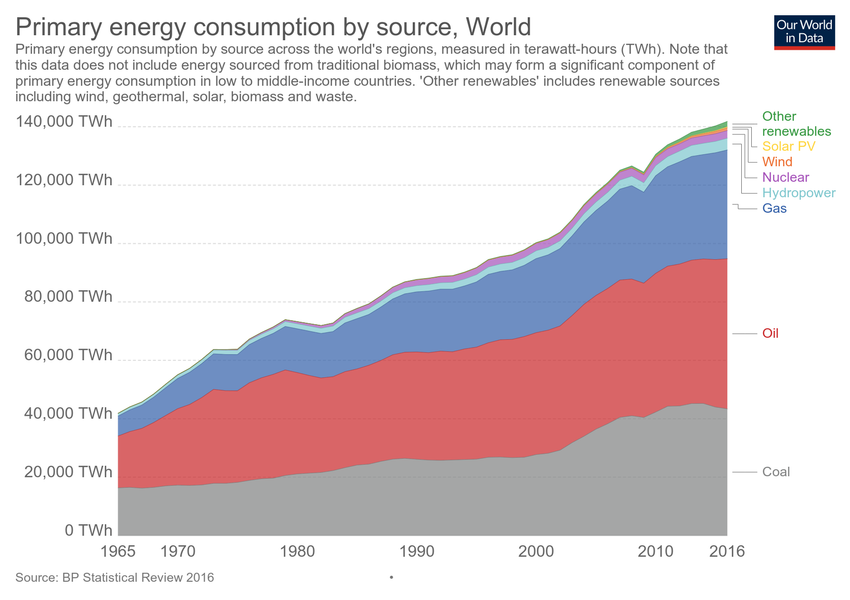 Primary energy consumption by source, World
Our World
in Data
Primary energy consumption by source across the world's regions, measured in terawatt-hours (TWh). Note that
this data does not include energy sourced from traditional biomass, which may form a significant component of
primary energy consumption in low to middle-income countries. 'Other renewables' includes renewable sources
including wind, geothermal, solar, biomass and waste.
140,000 TWh
120,000 TWh
100,000 TWh
80,000 TWh
60,000 TWh
40,000 TWh
20,000 TWh
0 TWh
1965 1970 1980 1990 2000 2010 2016
Other
renewables
Solar PV
Wind
Nuclear
Hydropower
Gas
Oil
Coal
Source: BP Statistical Review 2016